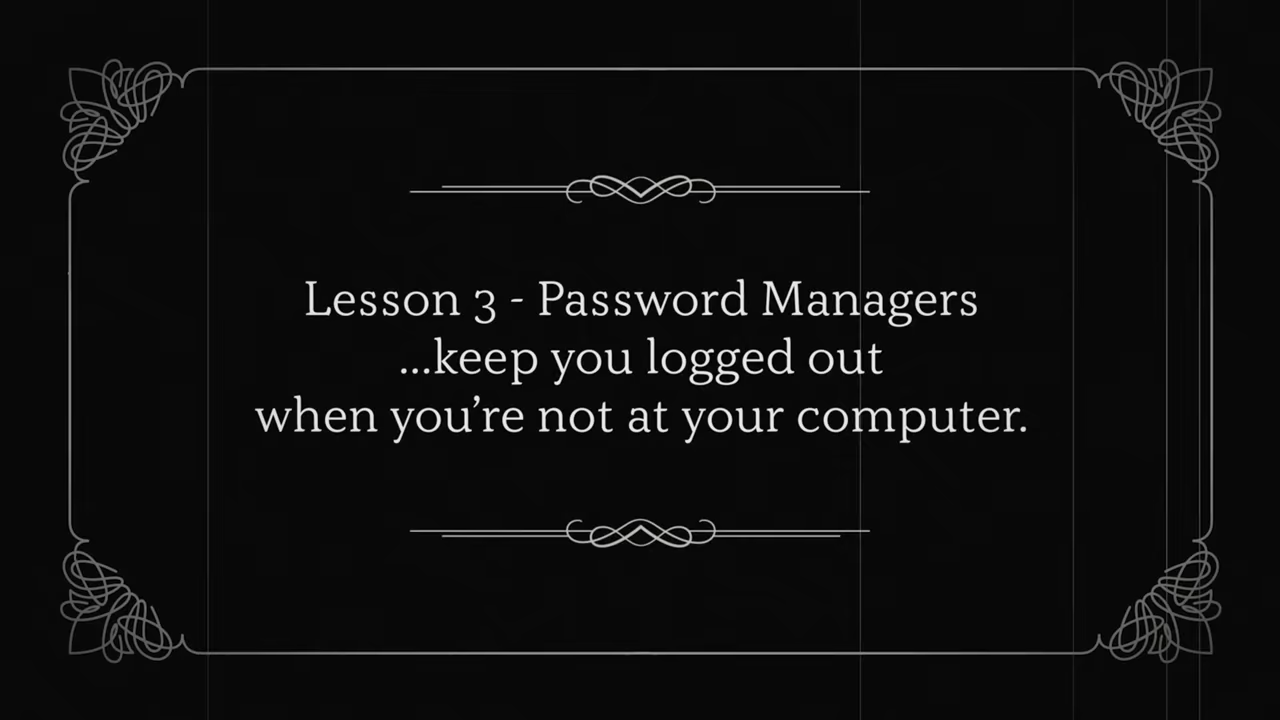 Lesson 3 - Password Managers
...keep you logged out
when you’re not at your computer.